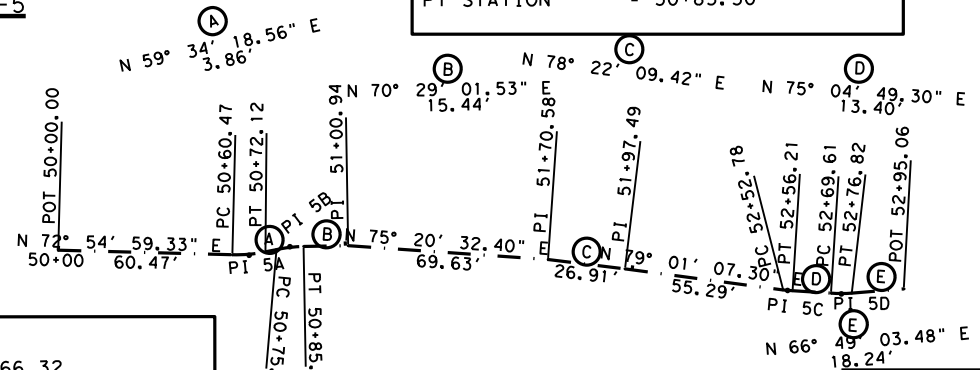 -5
PT STATION - 50+85.50
A
N 59° 34' 18.56" E
3.86'
B
N 70° 29' 01.53" E
15.44'
C
N 78° 22' 09.42" E
D
N 75° 04' 49.30" E
13.40'
POT 50+00.00
PC 50+60.47
PT 50+72.12
PI 51+00.94
PI 51+70.58
PI 51+97.49
PC 52+52.78
PT 52+56.21
PC 52+69.61
PT 52+76.82
POT 52+95.06
N 72° 54' 59.33" E
60.47'
50+00
PI 5A
A
PI 5B
B
PC 50+75.
PT 50+85.
N 75° 20' 32.40" E
69.63'
C
26.91'
N 79° 01' 07.30" E
55.29'
D
PI 5C
PI 5D
E
E
N 66° 49' 03.48" E
18.24'
66.32